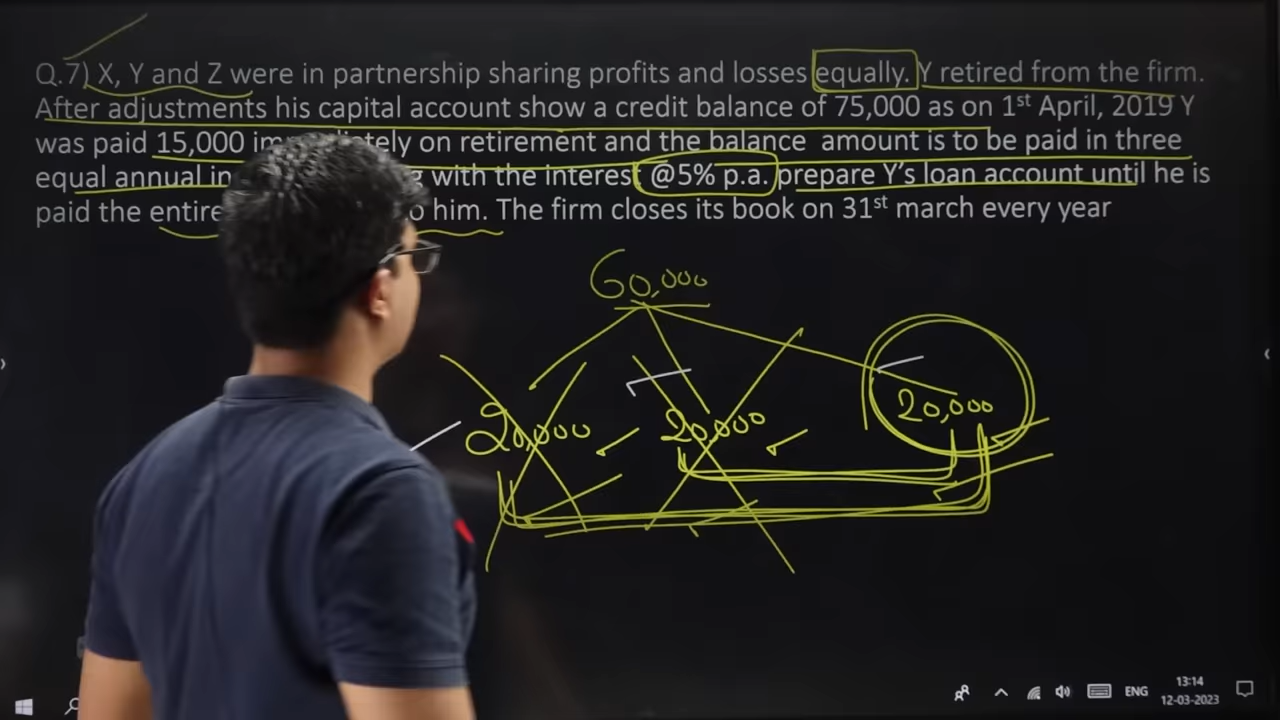 Q.7) X, Y and Z were in partnership sharing profits and losses equally. Y retired from the firm.
After adjustments his capital account show a credit balance of 75,000 as on 1st April, 2019 Y
was paid 15,000 im tely on retirement and the balance amount is to be paid in three
equal annual in with the interest @5% p.a. prepare Y's loan account until he is
paid the entire o him. The firm closes its book on 31st march every year
60,000
20,000 20,000 20,000
ENG
13:14
12-03-2023